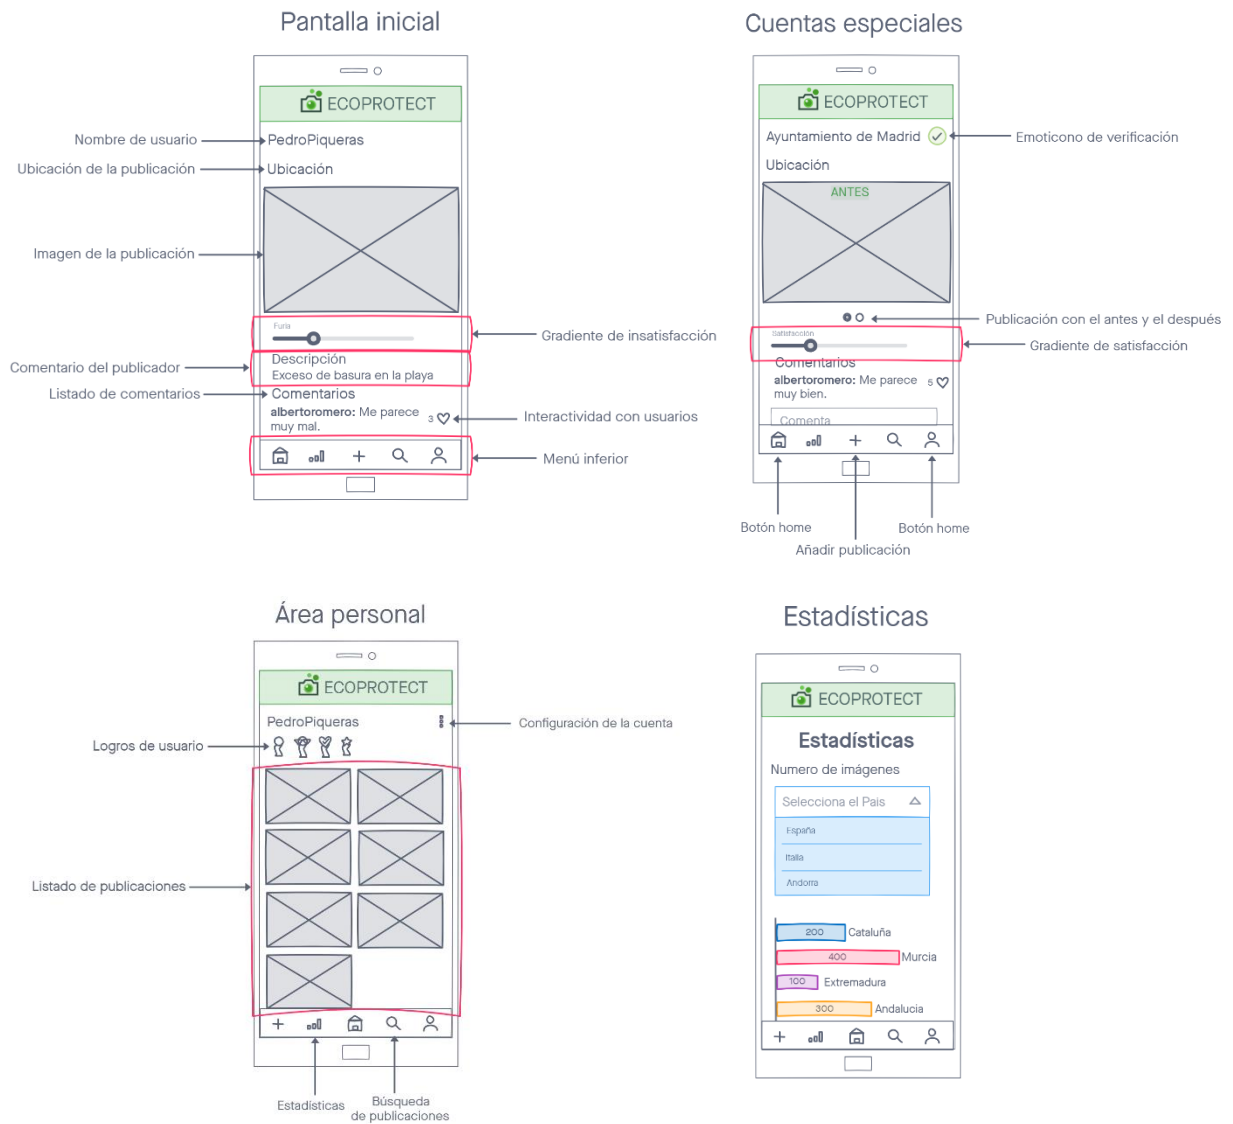 Pantalla inicial
ECOPROTECT
Nombre de usuario
PedroPiqueras
Ubicación de la publicación
Ubicación
Imagen de la publicación
Furia
Gradiente de insatisfacción
Descripción
Comentario del publicador
Exceso de basura en la playa
Listado de comentarios
Comentarios
albertoromero: Me parece
muy mal.
3
Interactividad con usuarios
Menú inferior
Cuentas especiales
ECOPROTECT
Ayuntamiento de Madrid
Emoticono de verificación
Ubicación
ANTES
Publicación con el antes y el después
Satisfacción
Gradiente de satisfacción
Comentarios
albertoromero: Me parece
muy bien.
5
Comenta
Botón home
Añadir publicación
Botón home
Área personal
ECOPROTECT
PedroPiqueras
Configuración de la cuenta
Logros de usuario
Listado de publicaciones
Estadísticas
Búsqueda
de publicaciones
Estadísticas
ECOPROTECT
Estadísticas
Numero de imágenes
Selecciona el Pais
España
Italia
Andorra
200 Cataluña
400 Murcia
100 Extremadura
300 Andalucia